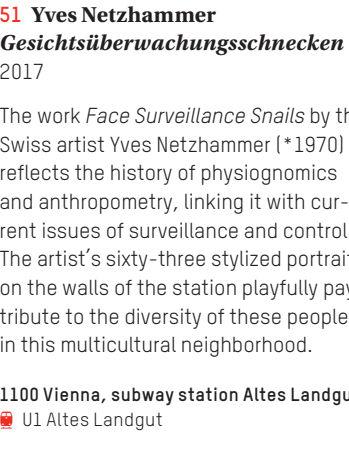 51 Yves Netzhammer
Gesichtsüberwachungsschnecken
2017
The work Face Surveillance Snails by th
Swiss artist Yves Netzhammer (*1970)
reflects the history of physiognomics
and anthropometry, linking it with cur-
rent issues of surveillance and control
The artist´s sixty-three stylized portrait
on the walls of the station playfully pay
tribute to the diversity of these people
in this multicultural neighborhood.
1100 Vienna, subway station Altes Landgu
U1 Altes Landgut